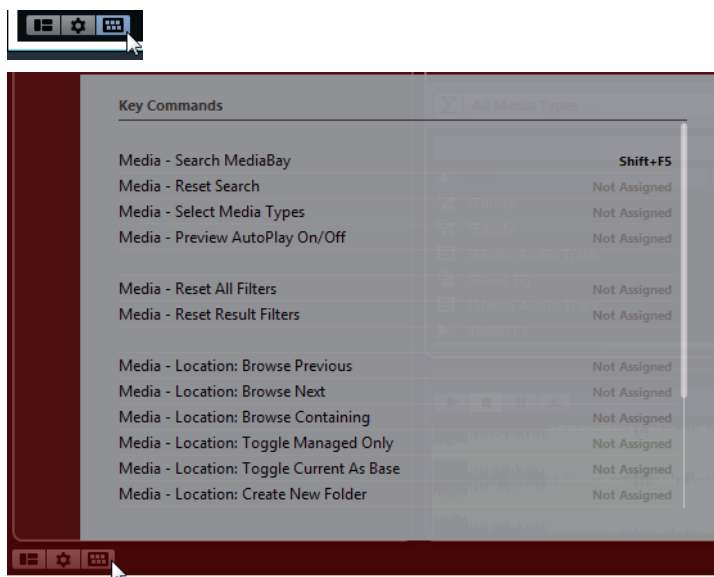 Key Commands
All Media Types
Media - Search MediaBay Shift+F5
Media - Reset Search Not Assigned
Media - Select Media Types Not Assigned
Media - Preview AutoPlay On/Off Not Assigned
Media - Reset All Filters Not Assigned
Media - Reset Result Filters Not Assigned
Media - Location: Browse Previous Not Assigned
Media - Location: Browse Next Not Assigned
Media - Location: Browse Containing Not Assigned
Media - Location: Toggle Managed Only Not Assigned
Media - Location: Toggle Current As Base Not Assigned
Media - Location: Create New Folder Not Assigned